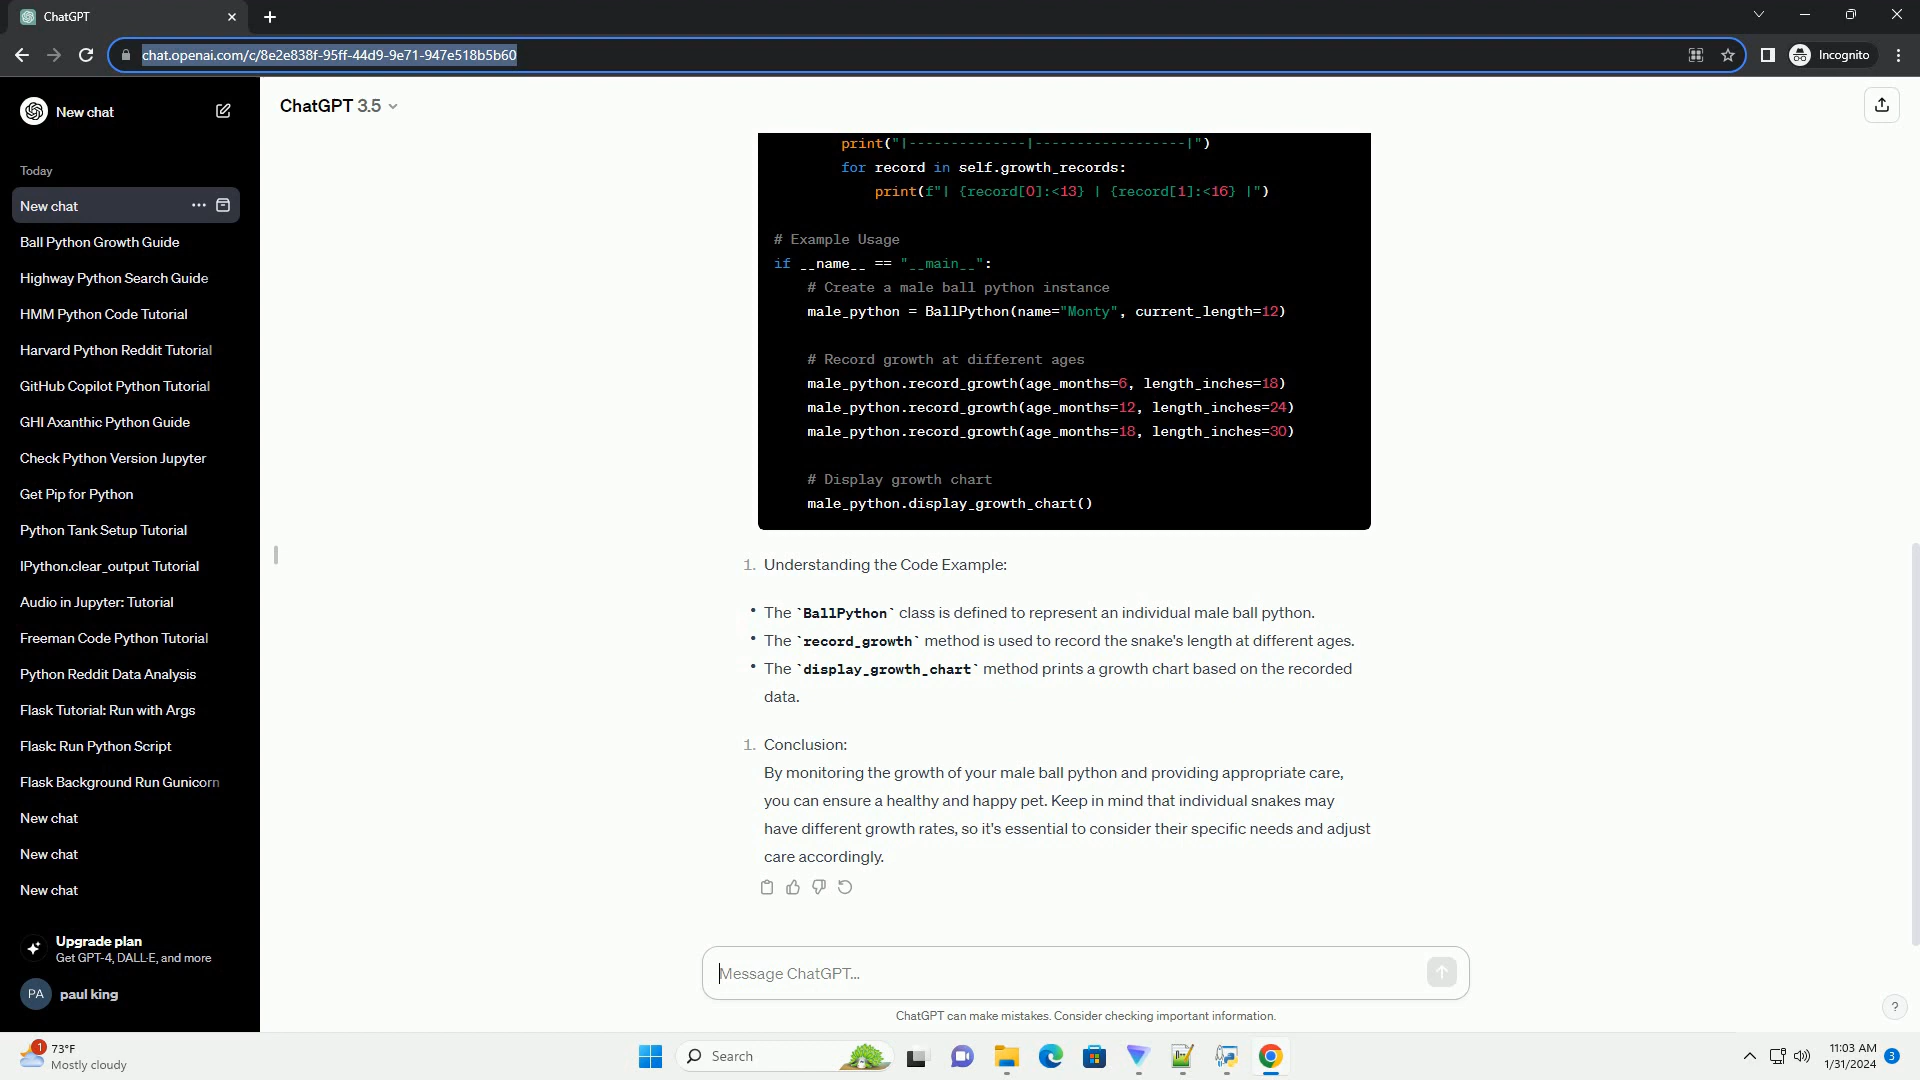 ChatGPT
chat.openai.com/c/8e2e838f-95ff-44d9-9e71-947e518b5b60
Incognito
New chat
ChatGPT 3.5
Today
New chat
Ball Python Growth Guide
Highway Python Search Guide
HMM Python Code Tutorial
Harvard Python Reddit Tutorial
GitHub Copilot Python Tutorial
GHI Axanthic Python Guide
Check Python Version Jupyter
Get Pip for Python
Python Tank Setup Tutorial
IPython.clear_output Tutorial
Audio in Jupyter: Tutorial
Freeman Code Python Tutorial
Python Reddit Data Analysis
Flask Tutorial: Run with Args
Flask: Run Python Script
Flask Background Run Gunicorn
New chat
New chat
New chat
Upgrade plan
Get GPT-4, DALL·E, and more
PA paul king
print("|--------------|------------------|")
for record in self.growth_records:
print(f"| {record[0]:<13} | {record[1]:<16} |")
# Example Usage
if __name__ == "__main__":
# Create a male ball python instance
male_python = BallPython(name="Monty", current_length=12)
# Record growth at different ages
male_python.record_growth(age_months=6, length_inches=18)
male_python.record_growth(age_months=12, length_inches=24)
male_python.record_growth(age_months=18, length_inches=30)
# Display growth chart
male_python.display_growth_chart()
1. Understanding the Code Example:
• The `BallPython` class is defined to represent an individual male ball python.
• The `record_growth` method is used to record the snake's length at different ages.
• The `display_growth_chart` method prints a growth chart based on the recorded
data.
1. Conclusion:
By monitoring the growth of your male ball python and providing appropriate care,
you can ensure a healthy and happy pet. Keep in mind that individual snakes may
have different growth rates, so it's essential to consider their specific needs and adjust
care accordingly.
Message ChatGPT...
ChatGPT can make mistakes. Consider checking important information.
?
1
73°F
Mostly cloudy
Search
11:03 AM
1/31/2024
3